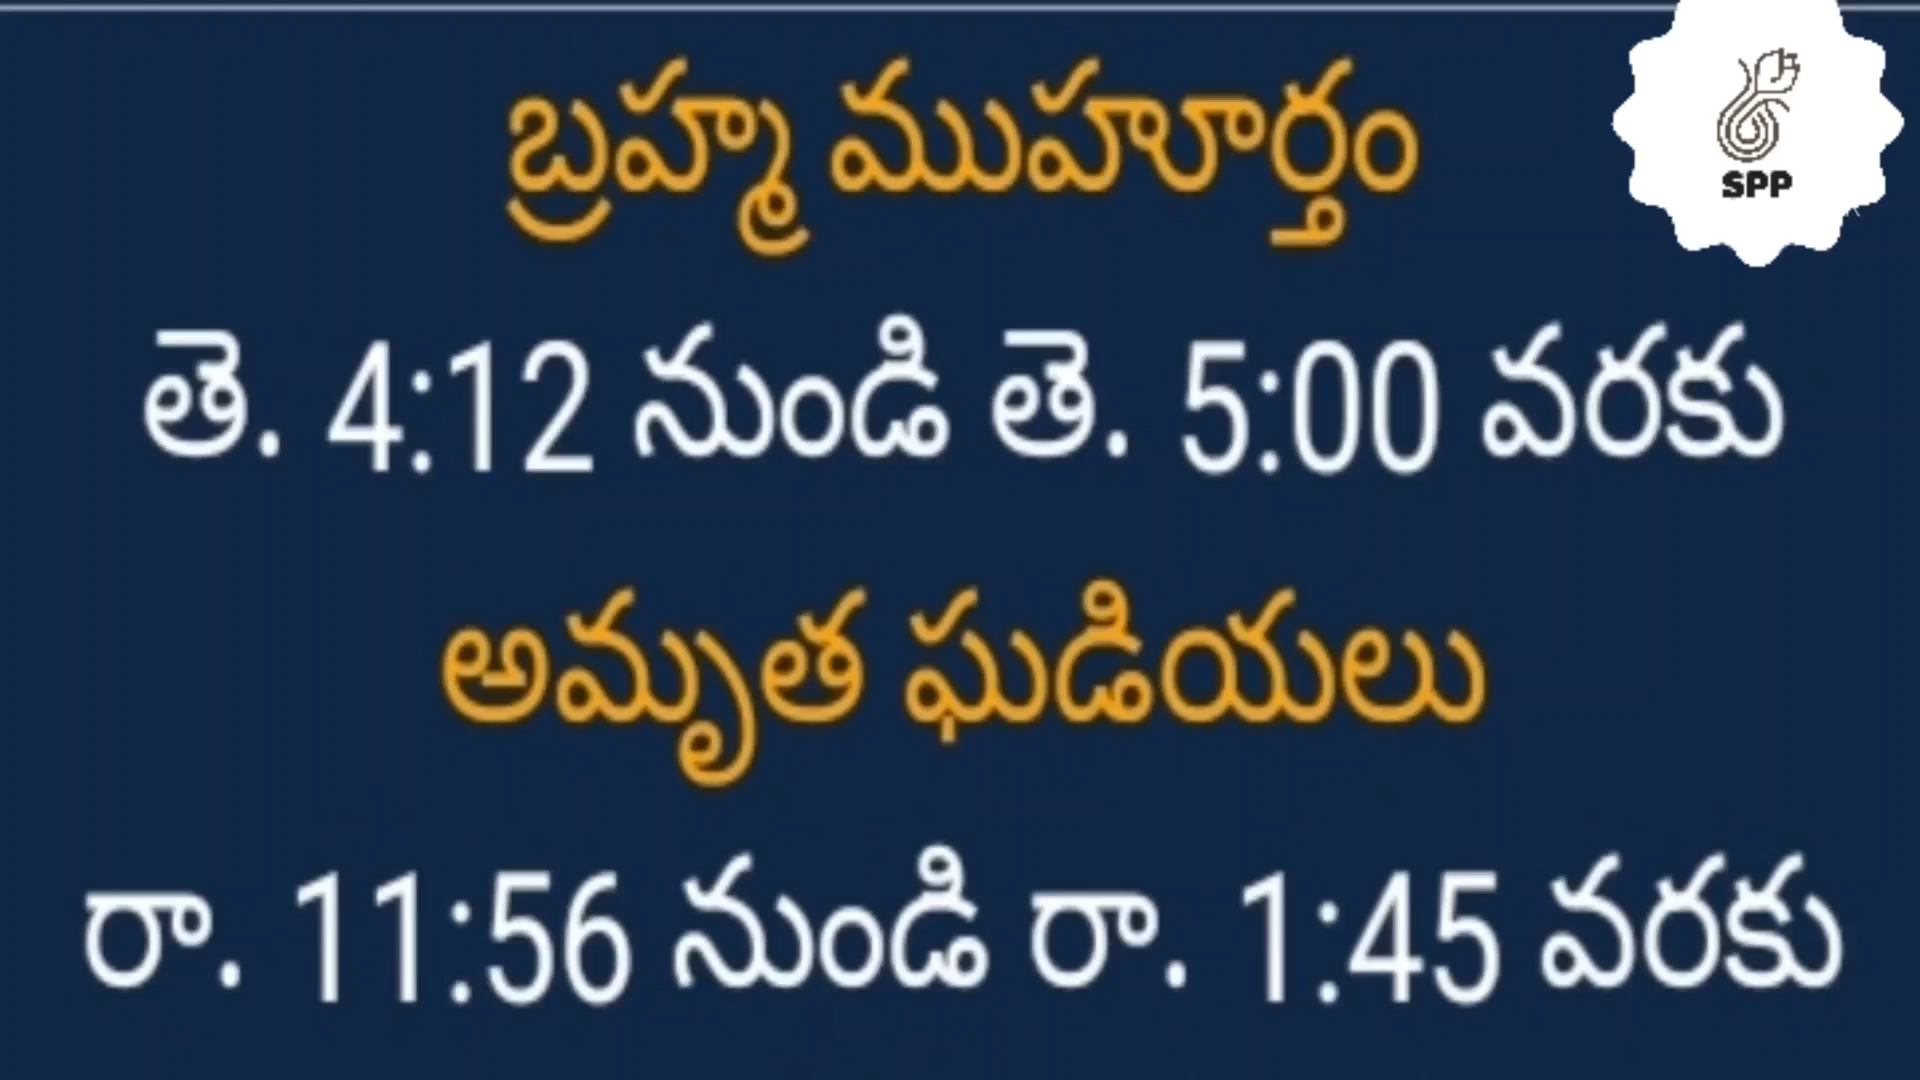 బ్రహ్మ ముహూర్తం
SPP
తె. 4:12 నుండి తె. 5:00 వరకు
అమృత ఘడియలు
రా. 11:56 నుండి రా. 1:45 వరకు